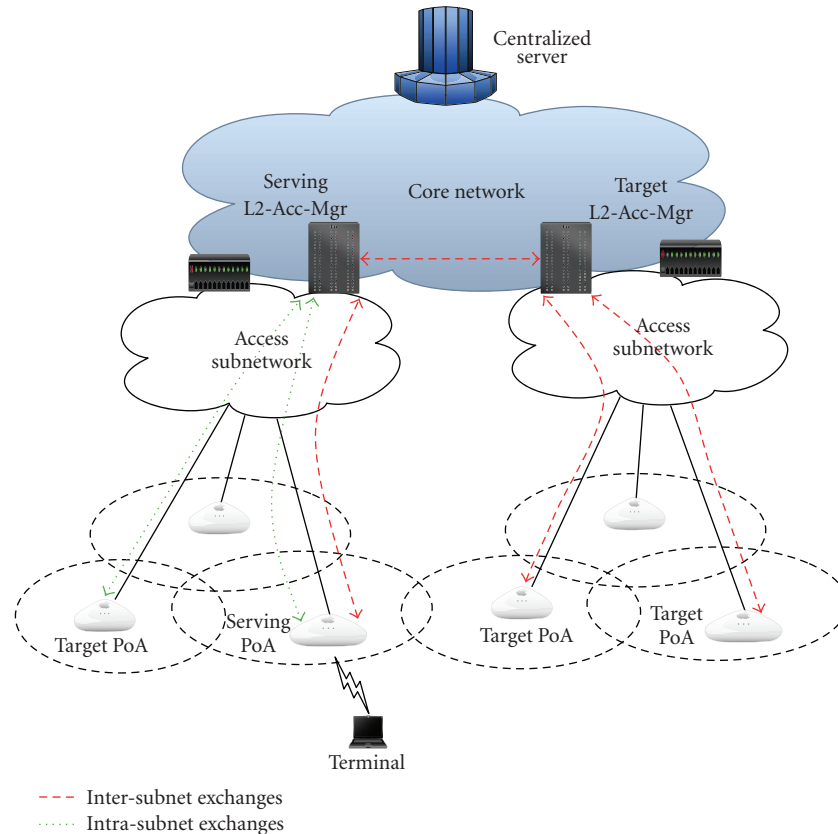 Centralized
server
Serving
L2-Acc-Mgr
Core network
Target
L2-Acc-Mgr
Access
subnetwork
Access
subnetwork
Target PoA
Serving
PoA
Target PoA
Target
PoA
Terminal
Inter-subnet exchanges
Intra-subnet exchanges